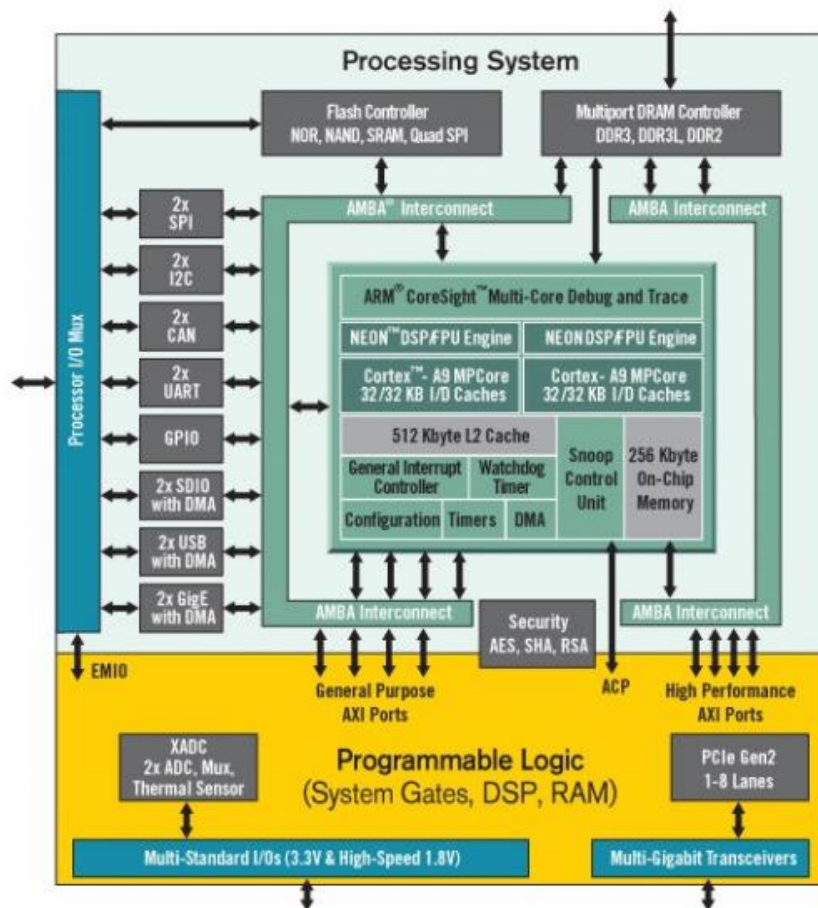 Processing System
Flash Controller
NOR, NAND, SRAM, Quad SPI
Multiport DRAM Controller
DDR3, DDR3L, DDR2
AMBA® Interconnect
AMBA Interconnect
Processor I/O Mux
2x
SPI
2x
I2C
2x
CAN
2x
UART
GPIO
2x SDIO
with DMA
2x USB
with DMA
2x GigE
with DMA
ARM® CoreSight™ Multi-Core Debug and Trace
NEON™ DSP/FPU Engine
NEON DSP/FPU Engine
Cortex™- A9 MPCore
32/32 KB I/D Caches
Cortex- A9 MPCore
32/32 KB I/D Caches
512 Kbyte L2 Cache
General Interrupt
Controller
Watchdog
Timer
Configuration
Timers
DMA
Snoop
Control
Unit
256 Kbyte
On-Chip
Memory
AMBA Interconnect
Security
AES, SHA, RSA
AMBA Interconnect
EMIO
General Purpose
AXI Ports
ACP
High Performance
AXI Ports
XADC
2x ADC, Mux,
Thermal Sensor
Programmable Logic
(System Gates, DSP, RAM)
PCIe Gen2
1-8 Lanes
Multi-Standard I/Os (3.3V & High-Speed 1.8V)
Multi-Gigabit Transceivers